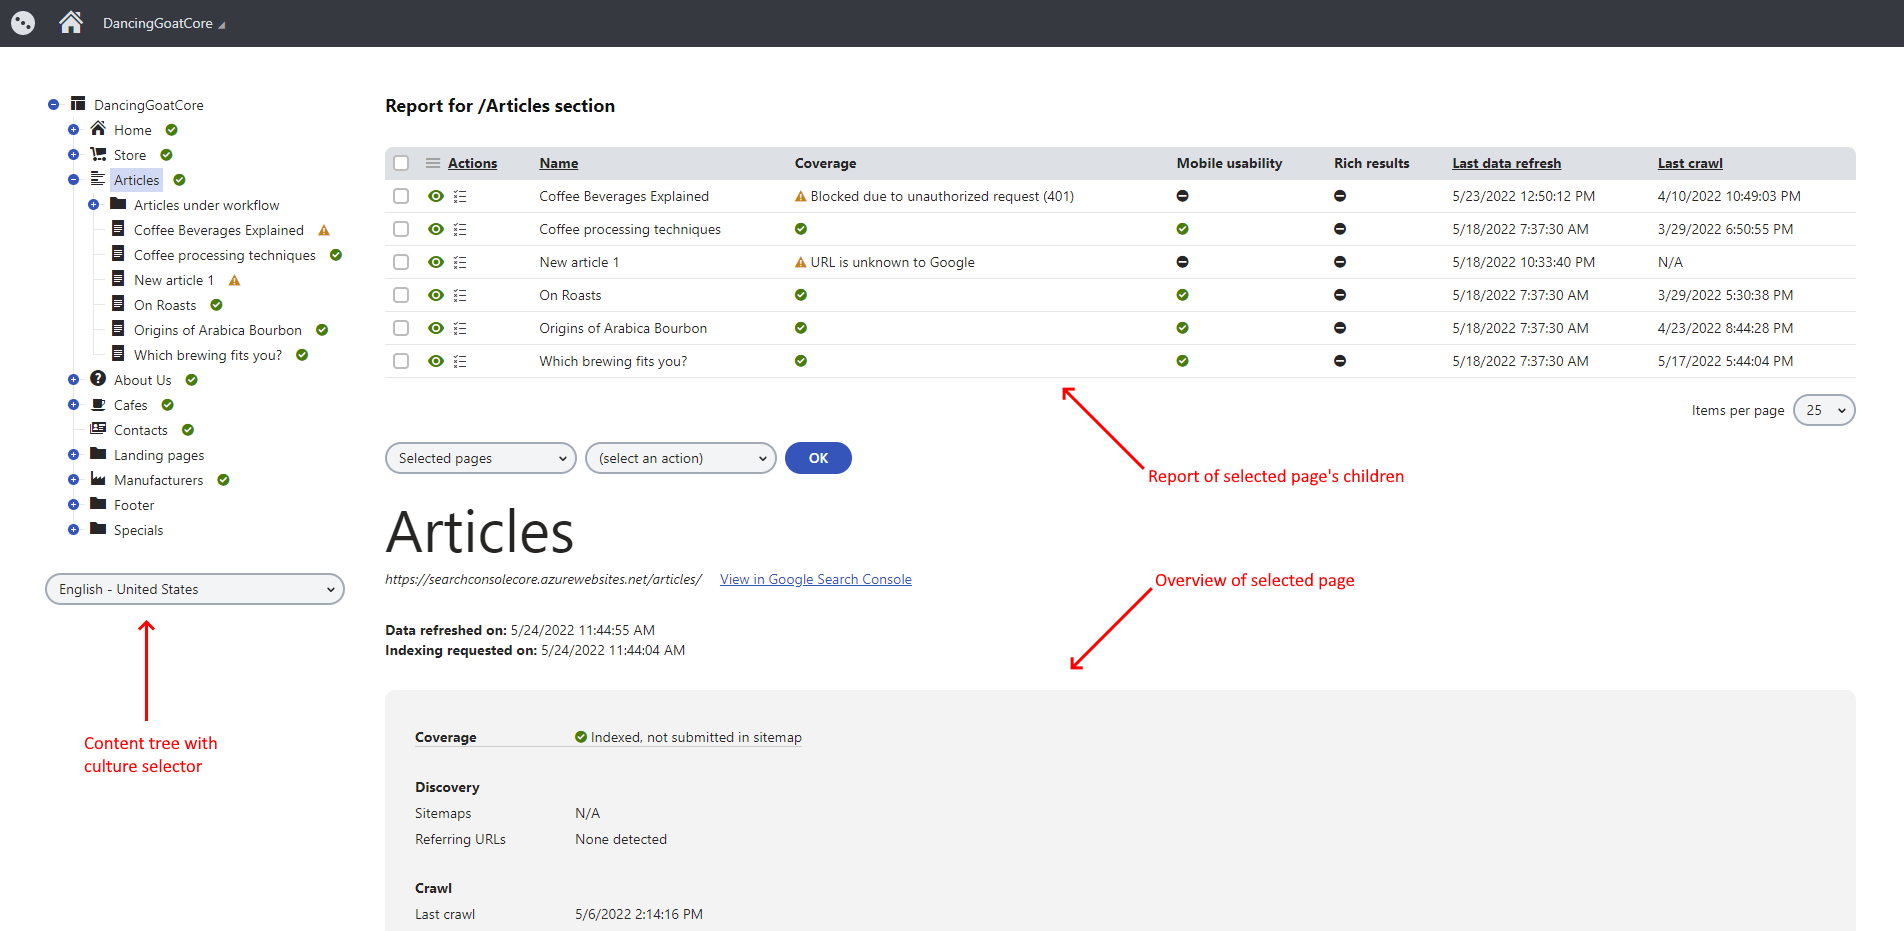 DancingGoatCore
DancingGoatCore
Home
Store
Articles
Articles under workflow
Coffee Beverages Explained
Coffee processing techniques
New article 1
On Roasts
Origins of Arabica Bourbon
Which brewing fits you?
About Us
Cafes
Contacts
Landing pages
Manufacturers
Footer
Specials
English - United States
Content tree with
culture selector
Report for /Articles section
Actions Name Coverage Mobile usability Rich results Last data refresh Last crawl
Coffee Beverages Explained Blocked due to unauthorized request (401) 5/23/2022 12:50:12 PM 4/10/2022 10:49:03 PM
Coffee processing techniques 5/18/2022 7:37:30 AM 3/29/2022 6:50:55 PM
New article 1 URL is unknown to Google 5/18/2022 10:33:40 PM N/A
On Roasts 5/18/2022 7:37:30 AM 3/29/2022 5:30:38 PM
Origins of Arabica Bourbon 5/18/2022 7:37:30 AM 4/23/2022 8:44:28 PM
Which brewing fits you? 5/18/2022 7:37:30 AM 5/17/2022 5:44:04 PM
Items per page 25
Selected pages (select an action) OK
Report of selected page's children
Articles
https://searchconsolecore.azurewebsites.net/articles/ View in Google Search Console
Overview of selected page
Data refreshed on: 5/24/2022 11:44:55 AM
Indexing requested on: 5/24/2022 11:44:04 AM
Coverage Indexed, not submitted in sitemap
Discovery
Sitemaps N/A
Referring URLs None detected
Crawl
Last crawl 5/6/2022 2:14:16 PM